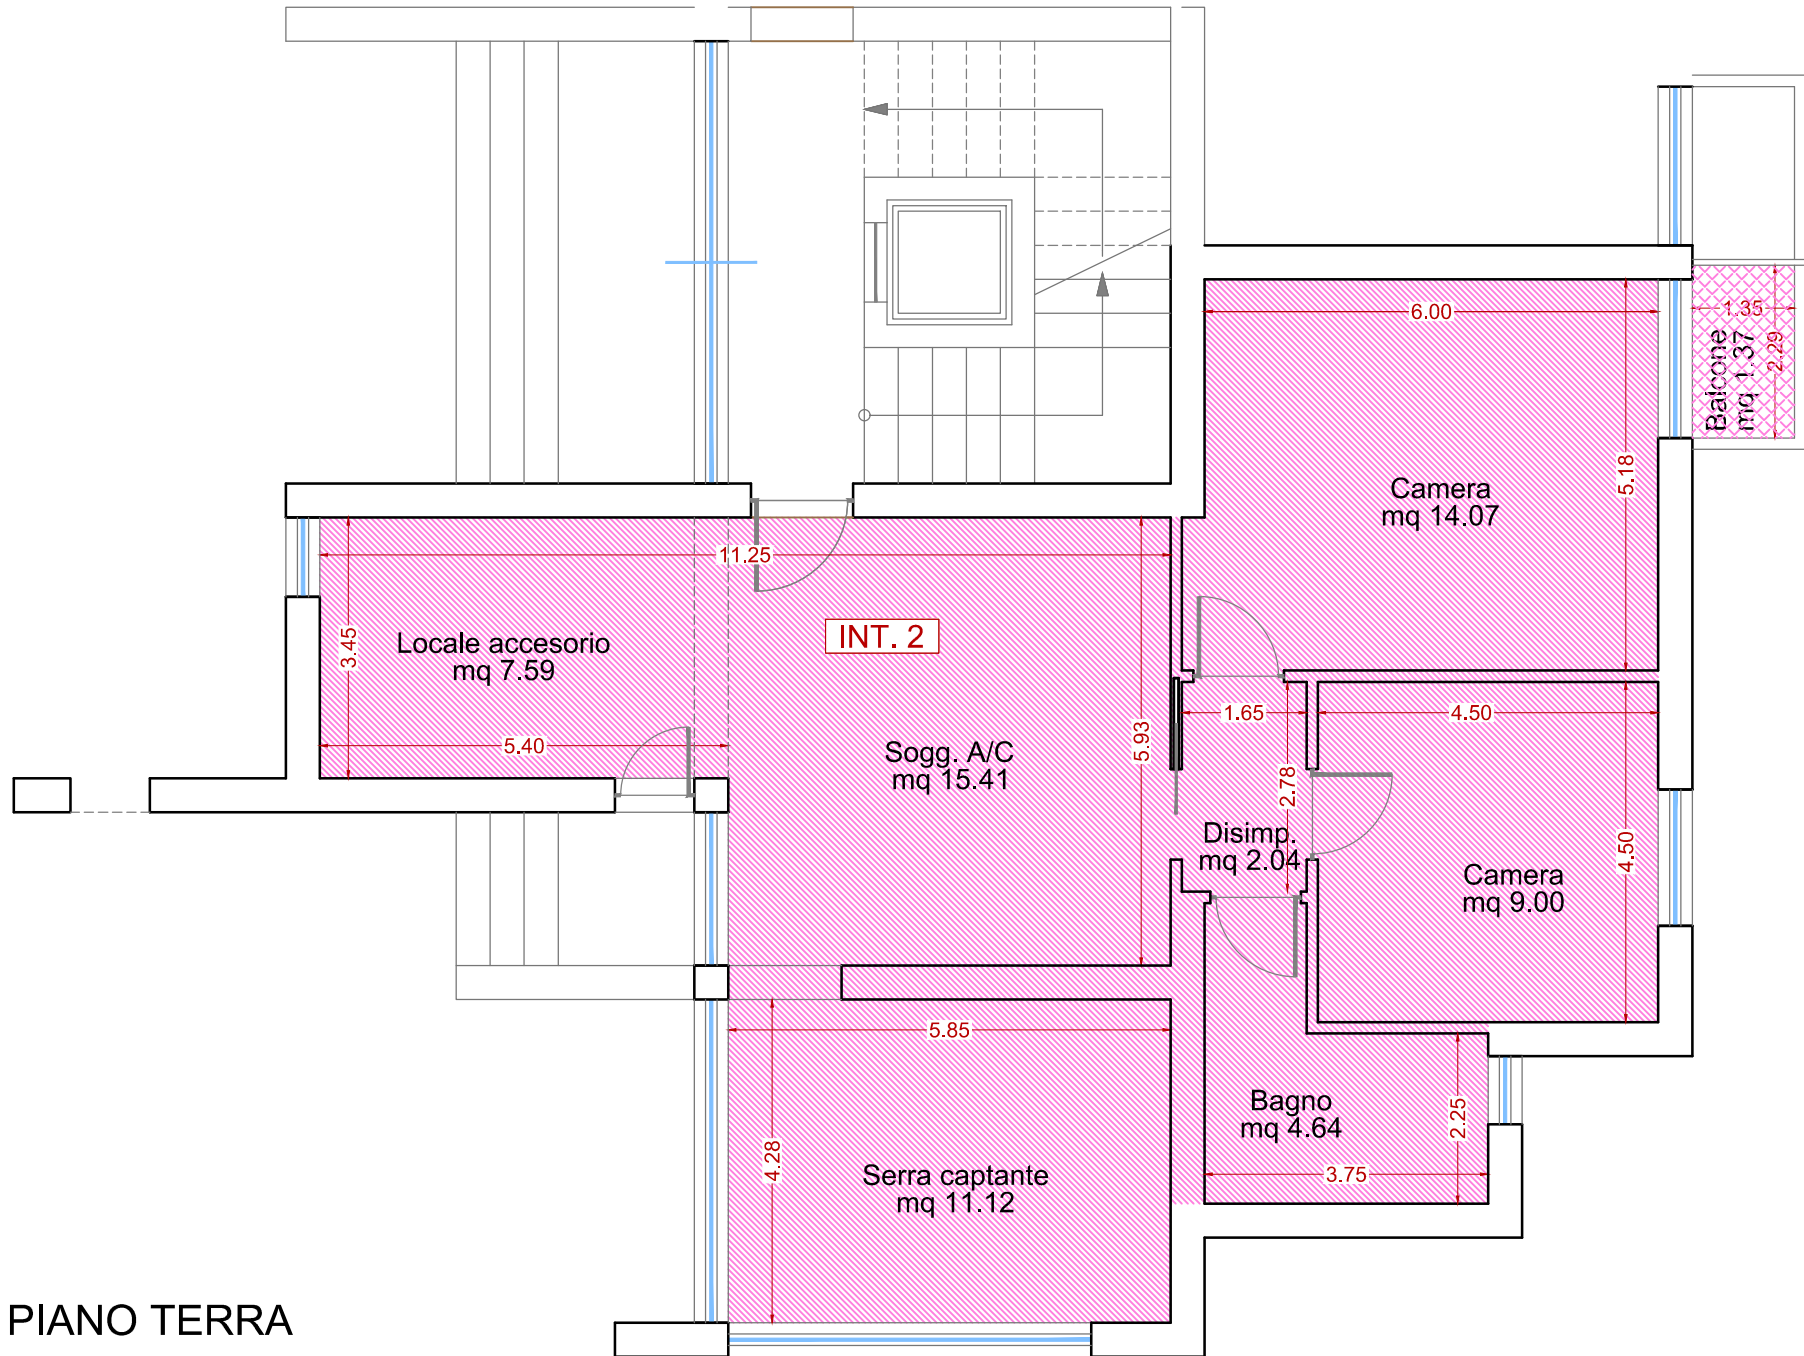 6.00
1.35
Balcone
mq 1.37
2.29
5.18
Camera
mq 14.07
11.25
INT. 2
Locale accesorio
mq 7.59
3.45
5.40
Sogg. A/C
mq 15.41
5.93
1.65
4.50
2.78
Disimp.
mq 2.04
4.50
Camera
mq 9.00
5.85
4.28
Serra captante
mq 11.12
Bagno
mq 4.64
2.25
3.75
PIANO TERRA